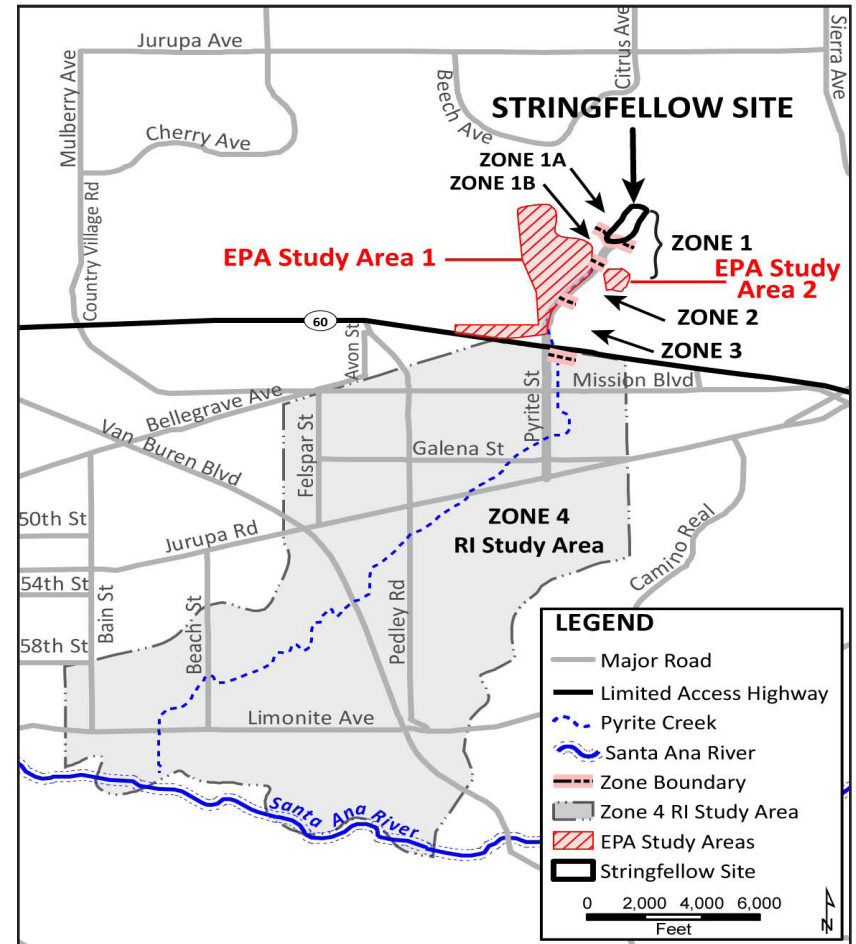 Jurupa Ave
Mulberry Ave
Cherry Ave
Beech Ave
Citrus Ave
Sierra Ave
STRINGFELLOW SITE
ZONE 1A
ZONE 1B
ZONE 1
EPA Study Area 1
EPA Study
Area 2
Country Village Rd
ZONE 2
ZONE 3
60
Avon St
Mission Blvd
Bellegrave Ave
Pyrite St
Van Buren Blvd
Felspar St
Galena St
50th St
ZONE 4
RI Study Area
Jurupa Rd
Camino Real
54th St
Bain St
Beach St
Pedley Rd
58th St
Limonite Ave
Santa Ana River
LEGEND
Major Road
Limited Access Highway
Pyrite Creek
Santa Ana River
Zone Boundary
Zone 4 RI Study Area
EPA Study Areas
Stringfellow Site
0 2,000 4,000 6,000
Feet
N